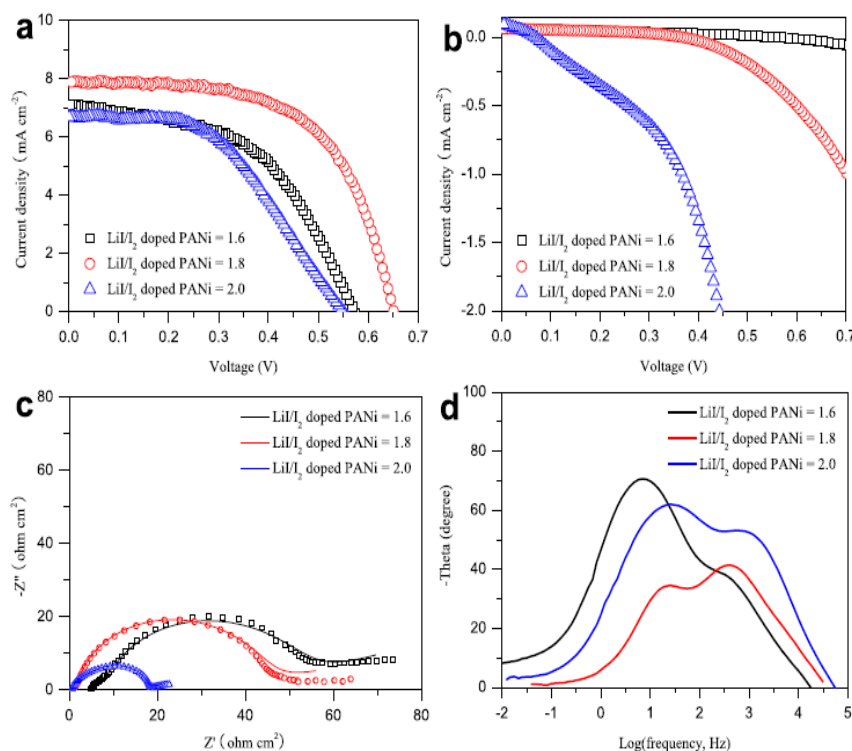 a
10
8
6
4
2
0
Current density ( mA cm⁻²)
LiI/I₂ doped PANi = 1.6
LiI/I₂ doped PANi = 1.8
LiI/I₂ doped PANi = 2.0
0.0 0.1 0.2 0.3 0.4 0.5 0.6 0.7
Voltage (V)
b
0.0
-0.5
-1.0
-1.5
-2.0
Current density ( mA cm⁻²)
LiI/I₂ doped PANi = 1.6
LiI/I₂ doped PANi = 1.8
LiI/I₂ doped PANi = 2.0
0.0 0.1 0.2 0.3 0.4 0.5 0.6 0.7
Voltage (V)
c
80
60
40
20
0
-Z'' ( ohm cm²)
LiI/I₂ doped PANi = 1.6
LiI/I₂ doped PANi = 1.8
LiI/I₂ doped PANi = 2.0
0 20 40 60 80
Z' ( ohm cm²)
d
100
80
60
40
20
0
-Theta (degree)
LiI/I₂ doped PANi = 1.6
LiI/I₂ doped PANi = 1.8
LiI/I₂ doped PANi = 2.0
-2 -1 0 1 2 3 4 5
Log(frequency, Hz)